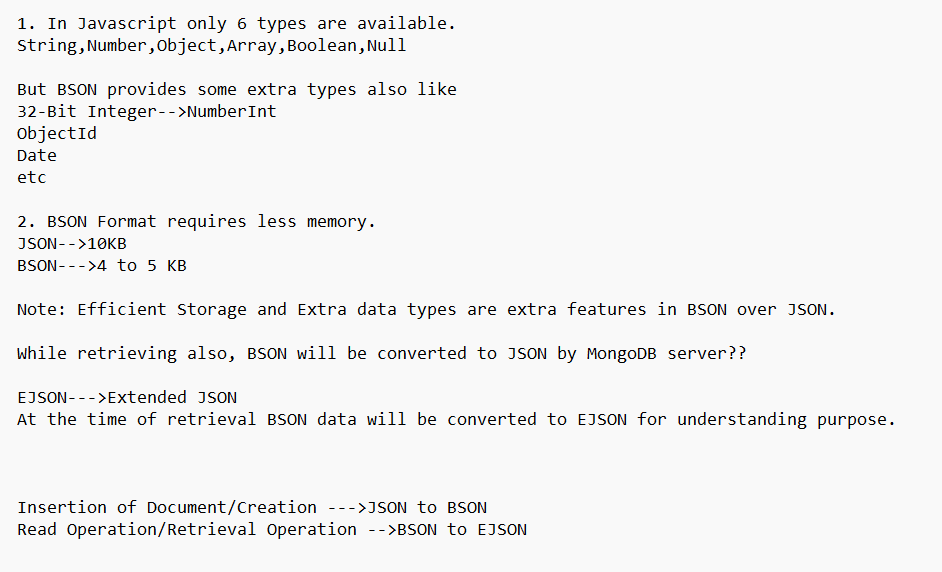 1. In Javascript only 6 types are available.
String,Number,Object,Array,Boolean,Null
But BSON provides some extra types also like
32-Bit Integer-->NumberInt
ObjectId
Date
etc
2. BSON Format requires less memory.
JSON-->10KB
BSON--->4 to 5 KB
Note: Efficient Storage and Extra data types are extra features in BSON over JSON.
While retrieving also, BSON will be converted to JSON by MongoDB server??
EJSON--->Extended JSON
At the time of retrieval BSON data will be converted to EJSON for understanding purpose.
Insertion of Document/Creation --->JSON to BSON
Read Operation/Retrieval Operation -->BSON to EJSON